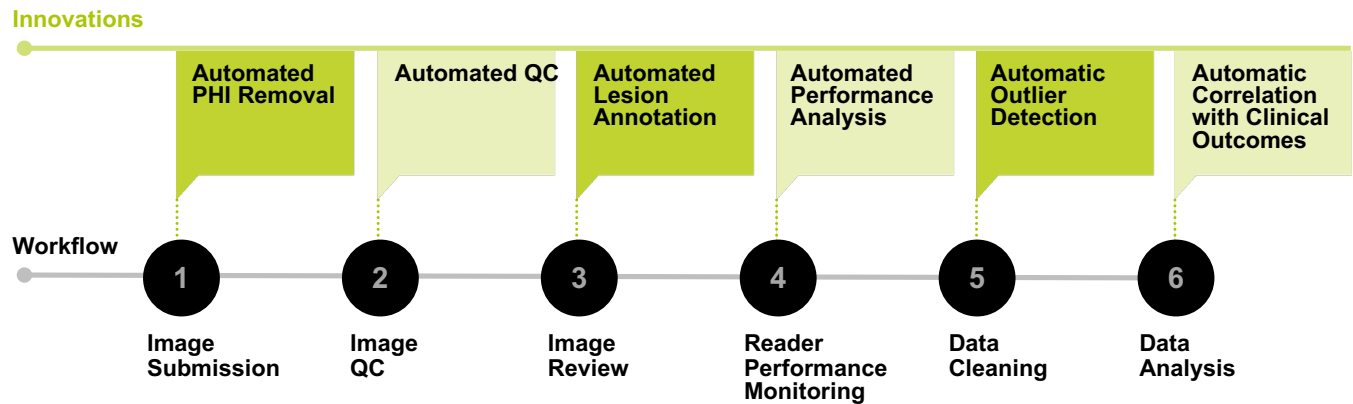 Innovations
Automated
PHI Removal
Automated QC
Automated
Lesion
Annotation
Automated
Performance
Analysis
Automatic
Outlier
Detection
Automatic
Correlation
with Clinical
Outcomes
Workflow
1
2
3
4
5
6
Image
Submission
Image
QC
Image
Review
Reader
Performance
Monitoring
Data
Cleaning
Data
Analysis